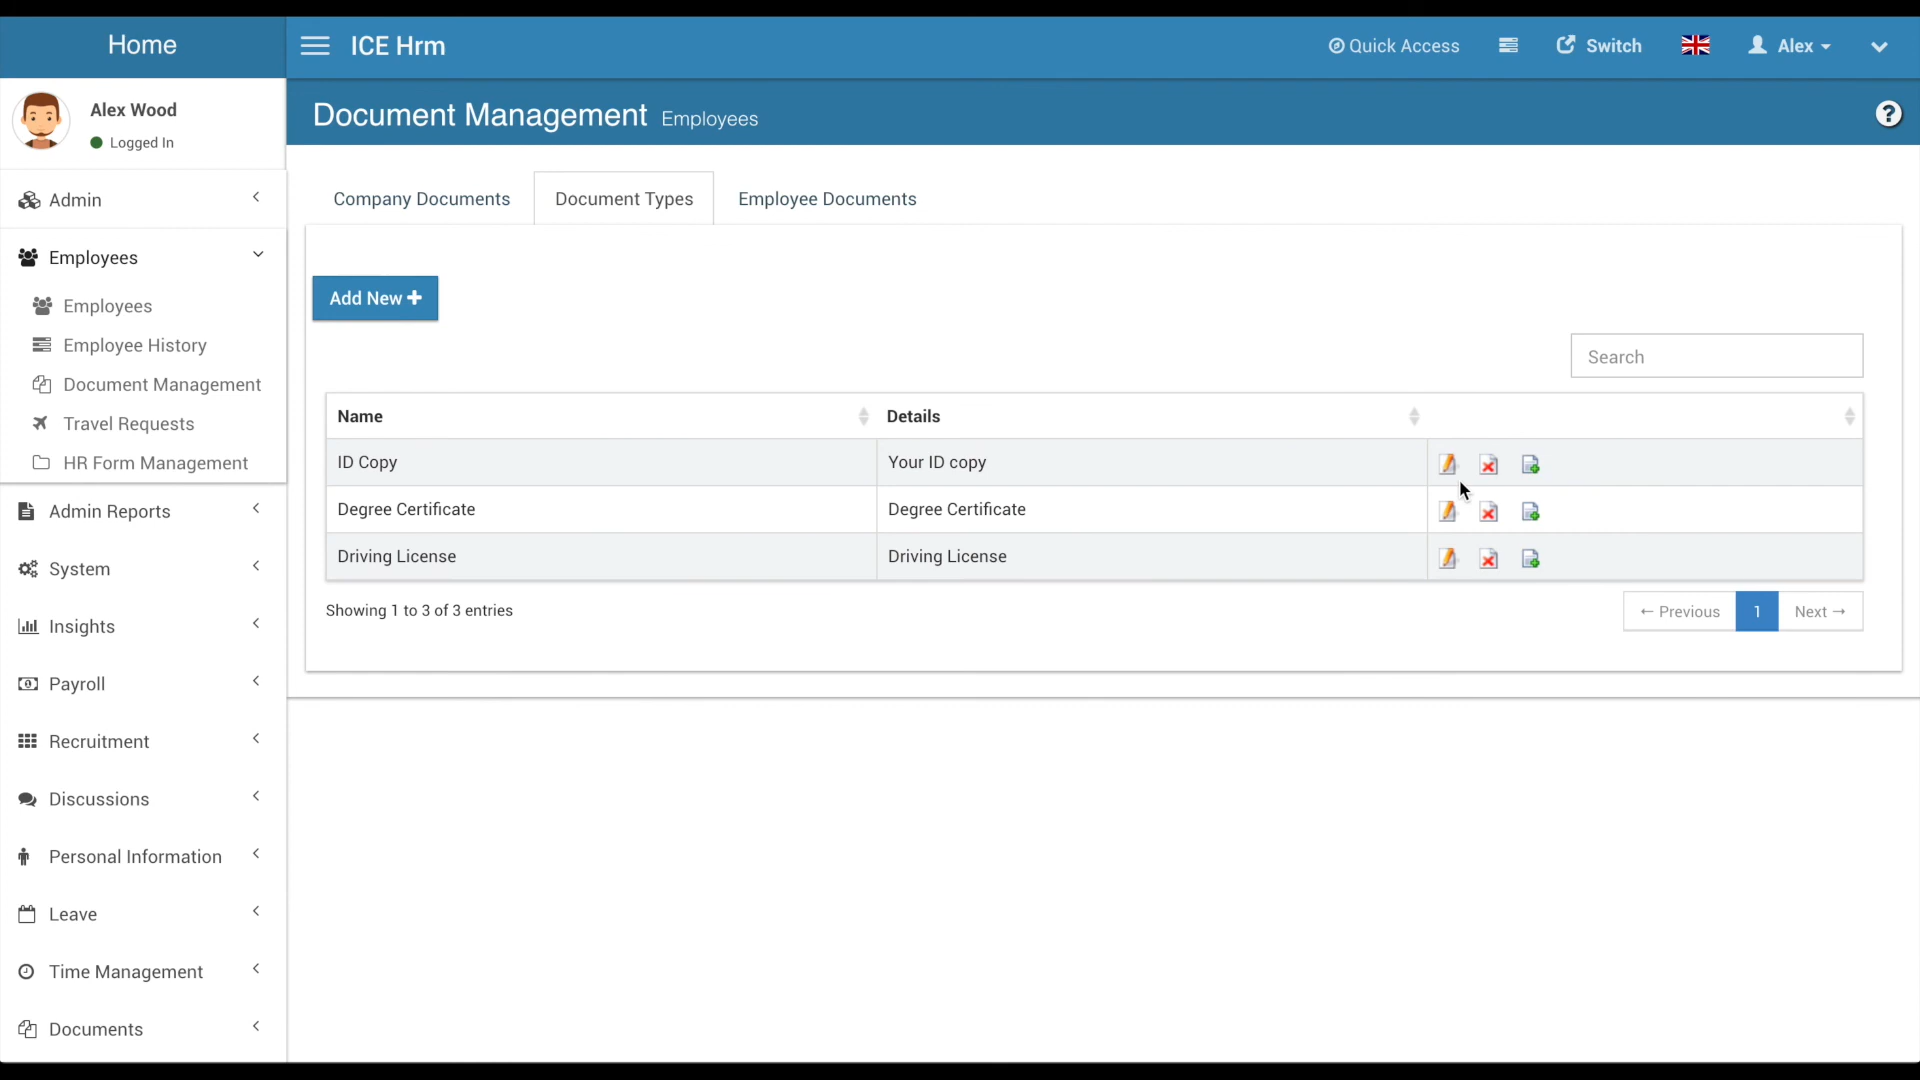 Home
ICE Hrm
Quick Access
Switch
Alex
Alex Wood
Logged In
Document Management Employees
Admin
Employees
Employees
Employee History
Document Management
Travel Requests
HR Form Management
Admin Reports
System
Insights
Payroll
Recruitment
Discussions
Personal Information
Leave
Time Management
Documents
Company Documents
Document Types
Employee Documents
Add New
Search
Name Details
ID Copy Your ID copy
Degree Certificate Degree Certificate
Driving License Driving License
Showing 1 to 3 of 3 entries
← Previous 1 Next →